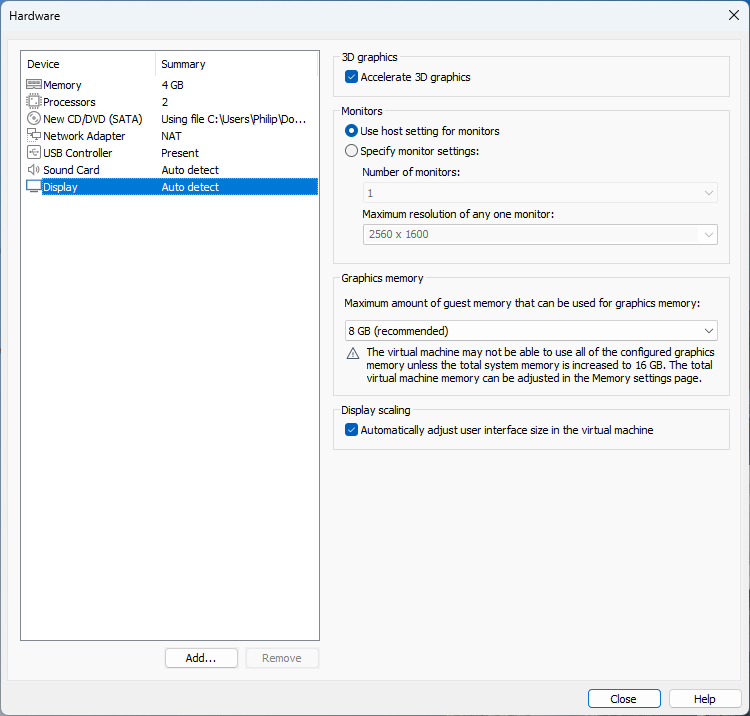 Hardware
Device Summary
Memory 4 GB
Processors 2
New CD/DVD (SATA) Using file C:\Users\Philip\Do...
Network Adapter NAT
USB Controller Present
Sound Card Auto detect
Display Auto detect
Add...
Remove
3D graphics
Accelerate 3D graphics
Monitors
Use host setting for monitors
Specify monitor settings:
Number of monitors:
1
Maximum resolution of any one monitor:
2560 x 1600
Graphics memory
Maximum amount of guest memory that can be used for graphics memory:
8 GB (recommended)
The virtual machine may not be able to use all of the configured graphics
memory unless the total system memory is increased to 16 GB. The total
virtual machine memory can be adjusted in the Memory settings page.
Display scaling
Automatically adjust user interface size in the virtual machine
Close
Help